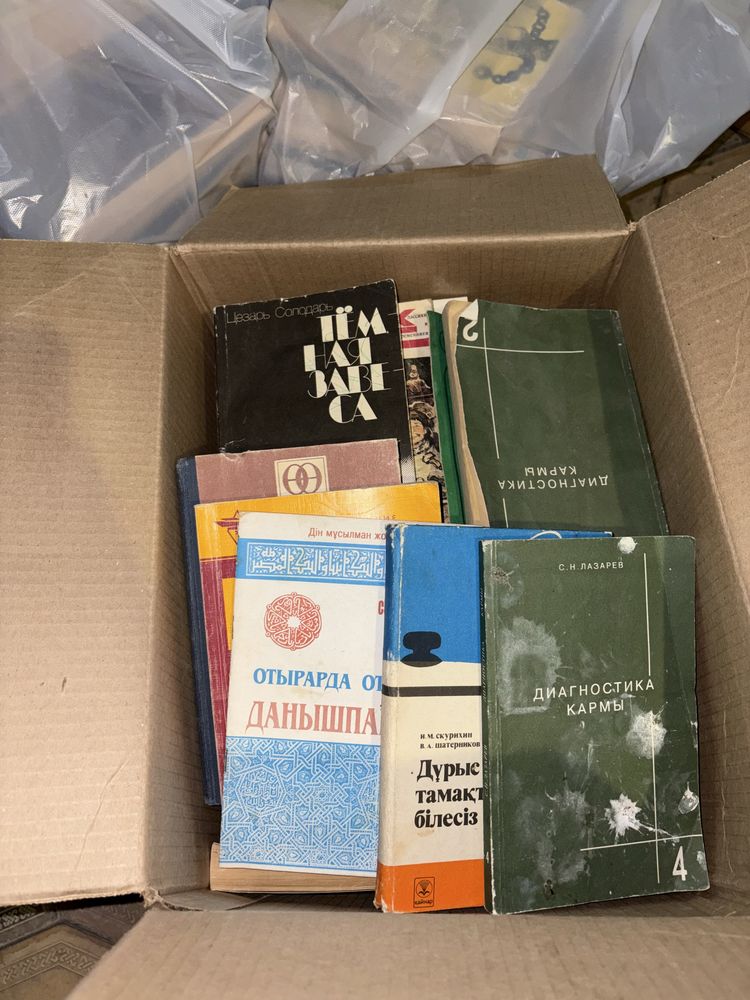 Цезарь Солодарь
ТЁМ
НАЯ
ЗАВЕ
СА
2
ДИАГНОСТИКА
КАРМЫ
Дін мұсылман
ОТЫРАРДА
ДАНЫШПА
И.М. СКУРИХИН
В.А. ШАТЕРНИКОВ
Дұрыс
тамақт
білесіз
қайнар
С.Н. ЛАЗАРЕВ
ДИАГНОСТИКА
КАРМЫ
4